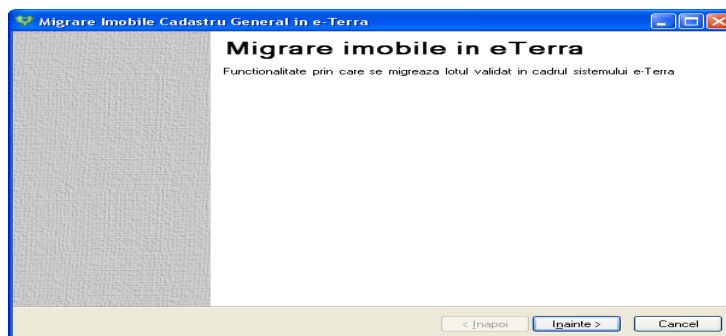 Migrare Imobile Cadastru General in e-Terra
Migrare imobile in eTerra
Functionalitate prin care se migreaza lotul validat in cadrul sistemului e-Terra
< Inapoi
Inainte >
Cancel